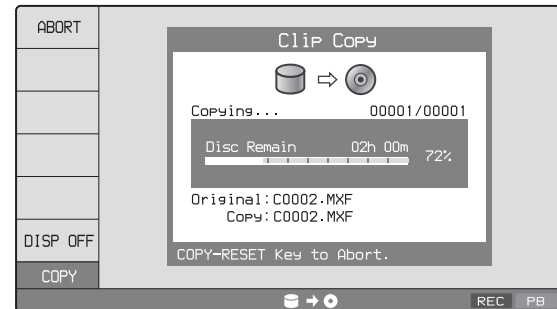 ABORT
Clip Copy
Copying... 00001/00001
Disc Remain 02h 00m
72%
Original:C0002.MXF
Copy:C0002.MXF
DISP OFF
COPY-RESET Key to Abort.
COPY
REC PB